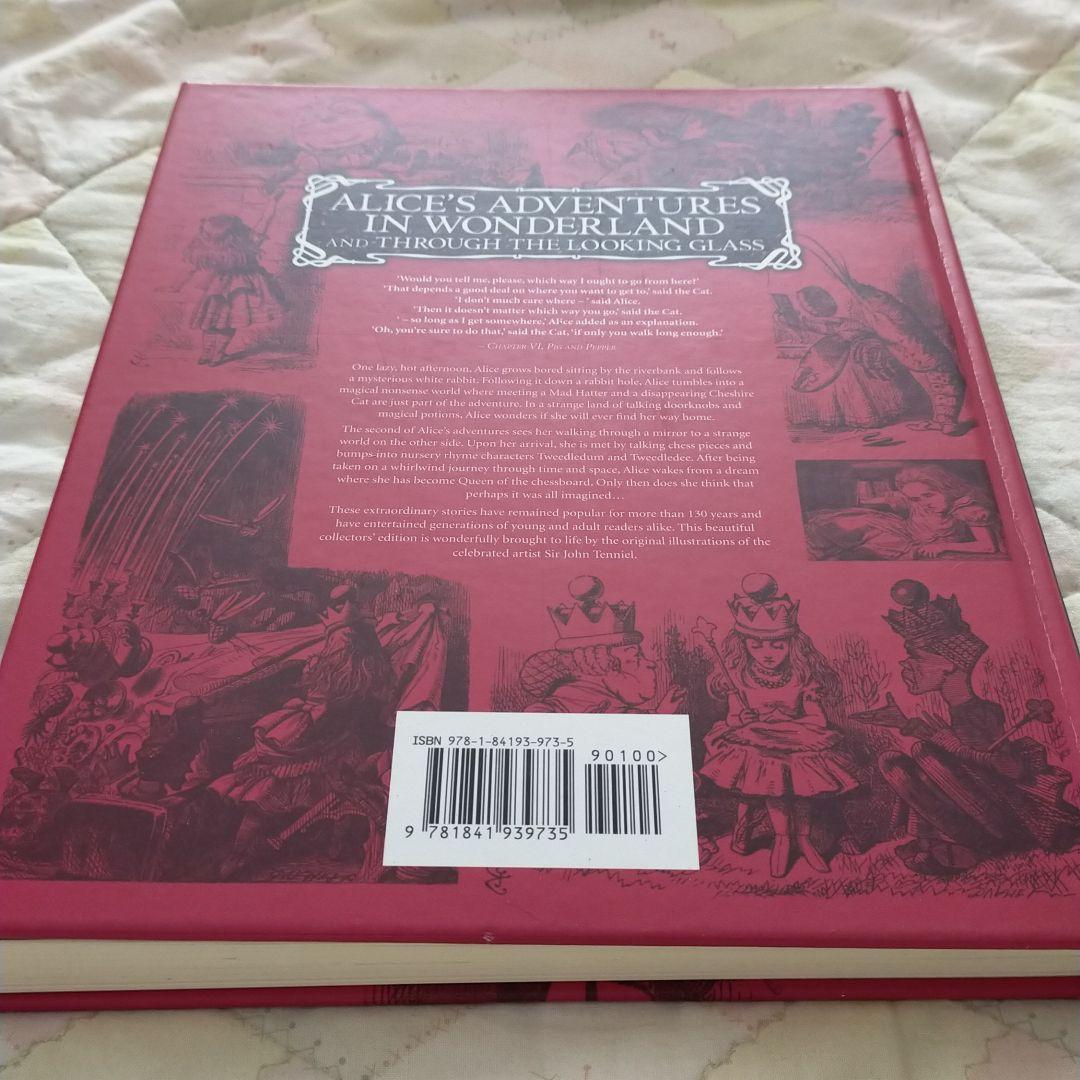 ALICE'S ADVENTURES
IN WONDERLAND
AND THROUGH THE LOOKING GLASS
'Would you tell me, please, which way I ought to go from here?'
'That depends a good deal on where you want to get to,' said the Cat.
'I don't much care where – ' said Alice.
'Then it doesn't matter which way you go,' said the Cat.
' – so long as I get somewhere,' Alice added as an explanation.
'Oh, you're sure to do that,' said the Cat, 'if only you walk long enough.'
– CHAPTER VI, PIG AND PEPPER
One lazy, hot afternoon, Alice grows bored sitting by the riverbank and follows
a mysterious white rabbit. Following it down a rabbit hole, Alice tumbles into a
magical nonsense world where meeting a Mad Hatter and a disappearing Cheshire
Cat are just part of the adventure. In a strange land of talking doorknobs and
magical potions, Alice wonders if she will ever find her way home.
The second of Alice's adventures sees her walking through a mirror to a strange
world on the other side. Upon her arrival, she is met by talking chess pieces and
bumps into nursery rhyme characters Tweedledum and Tweedledee. After being
taken on a whirlwind journey through time and space, Alice wakes from a dream
where she has become Queen of the chessboard. Only then does she think that
perhaps it was all imagined...
These extraordinary stories have remained popular for more than 130 years and
have entertained generations of young and adult readers alike. This beautiful
collectors' edition is wonderfully brought to life by the original illustrations of the
celebrated artist Sir John Tenniel.
ISBN 978-1-84193-973-5
90100>
9 781841 939735